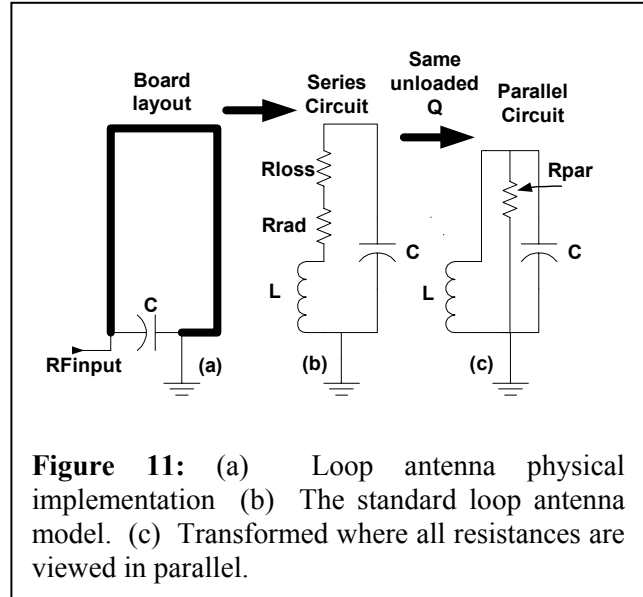 Board
layout
Series
Circuit
Same
unloaded
Q
Parallel
Circuit
Rloss
Rrad
L
C
Rpar
L
C
C
RFinput
(a)
(b)
(c)
Figure 11: (a) Loop antenna physical
implementation (b) The standard loop antenna
model. (c) Transformed where all resistances are
viewed in parallel.